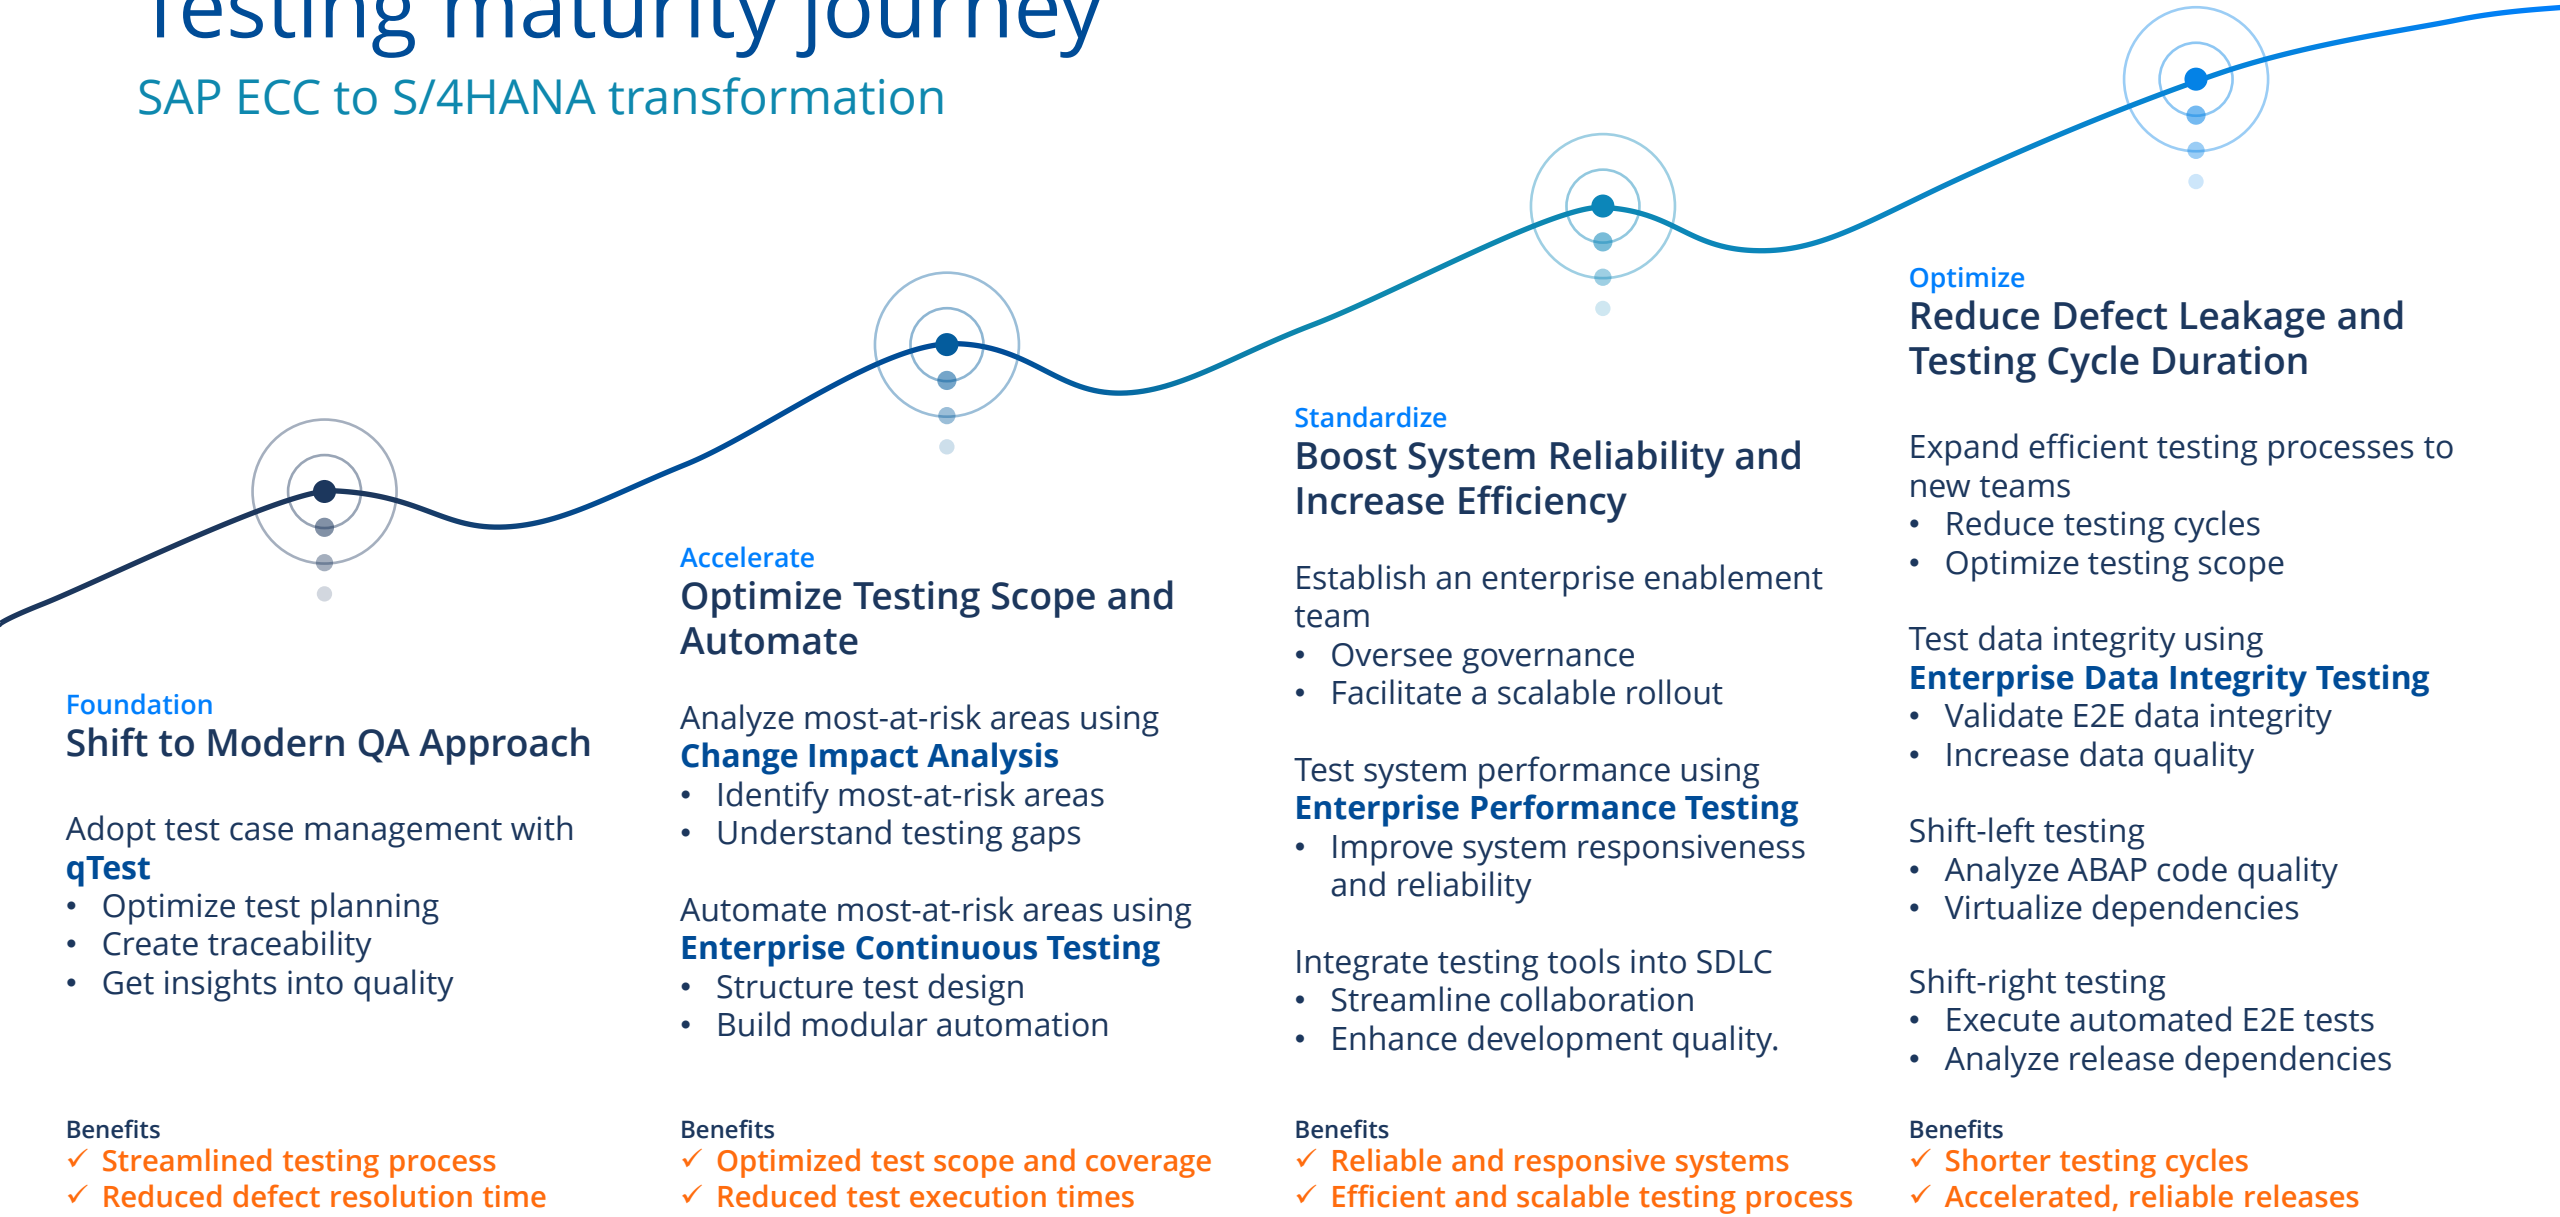 Testing maturity journey
SAP ECC to S/4HANA transformation
Foundation
Shift to Modern QA Approach
Adopt test case management with
qTest
• Optimize test planning
• Create traceability
• Get insights into quality
Benefits
✓ Streamlined testing process
✓ Reduced defect resolution time
Accelerate
Optimize Testing Scope and
Automate
Analyze most-at-risk areas using
Change Impact Analysis
• Identify most-at-risk areas
• Understand testing gaps
Automate most-at-risk areas using
Enterprise Continuous Testing
• Structure test design
• Build modular automation
Benefits
✓ Optimized test scope and coverage
✓ Reduced test execution times
Standardize
Boost System Reliability and
Increase Efficiency
Establish an enterprise enablement
team
• Oversee governance
• Facilitate a scalable rollout
Test system performance using
Enterprise Performance Testing
• Improve system responsiveness
and reliability
Integrate testing tools into SDLC
• Streamline collaboration
• Enhance development quality.
Benefits
✓ Reliable and responsive systems
✓ Efficient and scalable testing process
Optimize
Reduce Defect Leakage and
Testing Cycle Duration
Expand efficient testing processes to
new teams
• Reduce testing cycles
• Optimize testing scope
Test data integrity using
Enterprise Data Integrity Testing
• Validate E2E data integrity
• Increase data quality
Shift-left testing
• Analyze ABAP code quality
• Virtualize dependencies
Shift-right testing
• Execute automated E2E tests
• Analyze release dependencies
Benefits
✓ Shorter testing cycles
✓ Accelerated, reliable releases